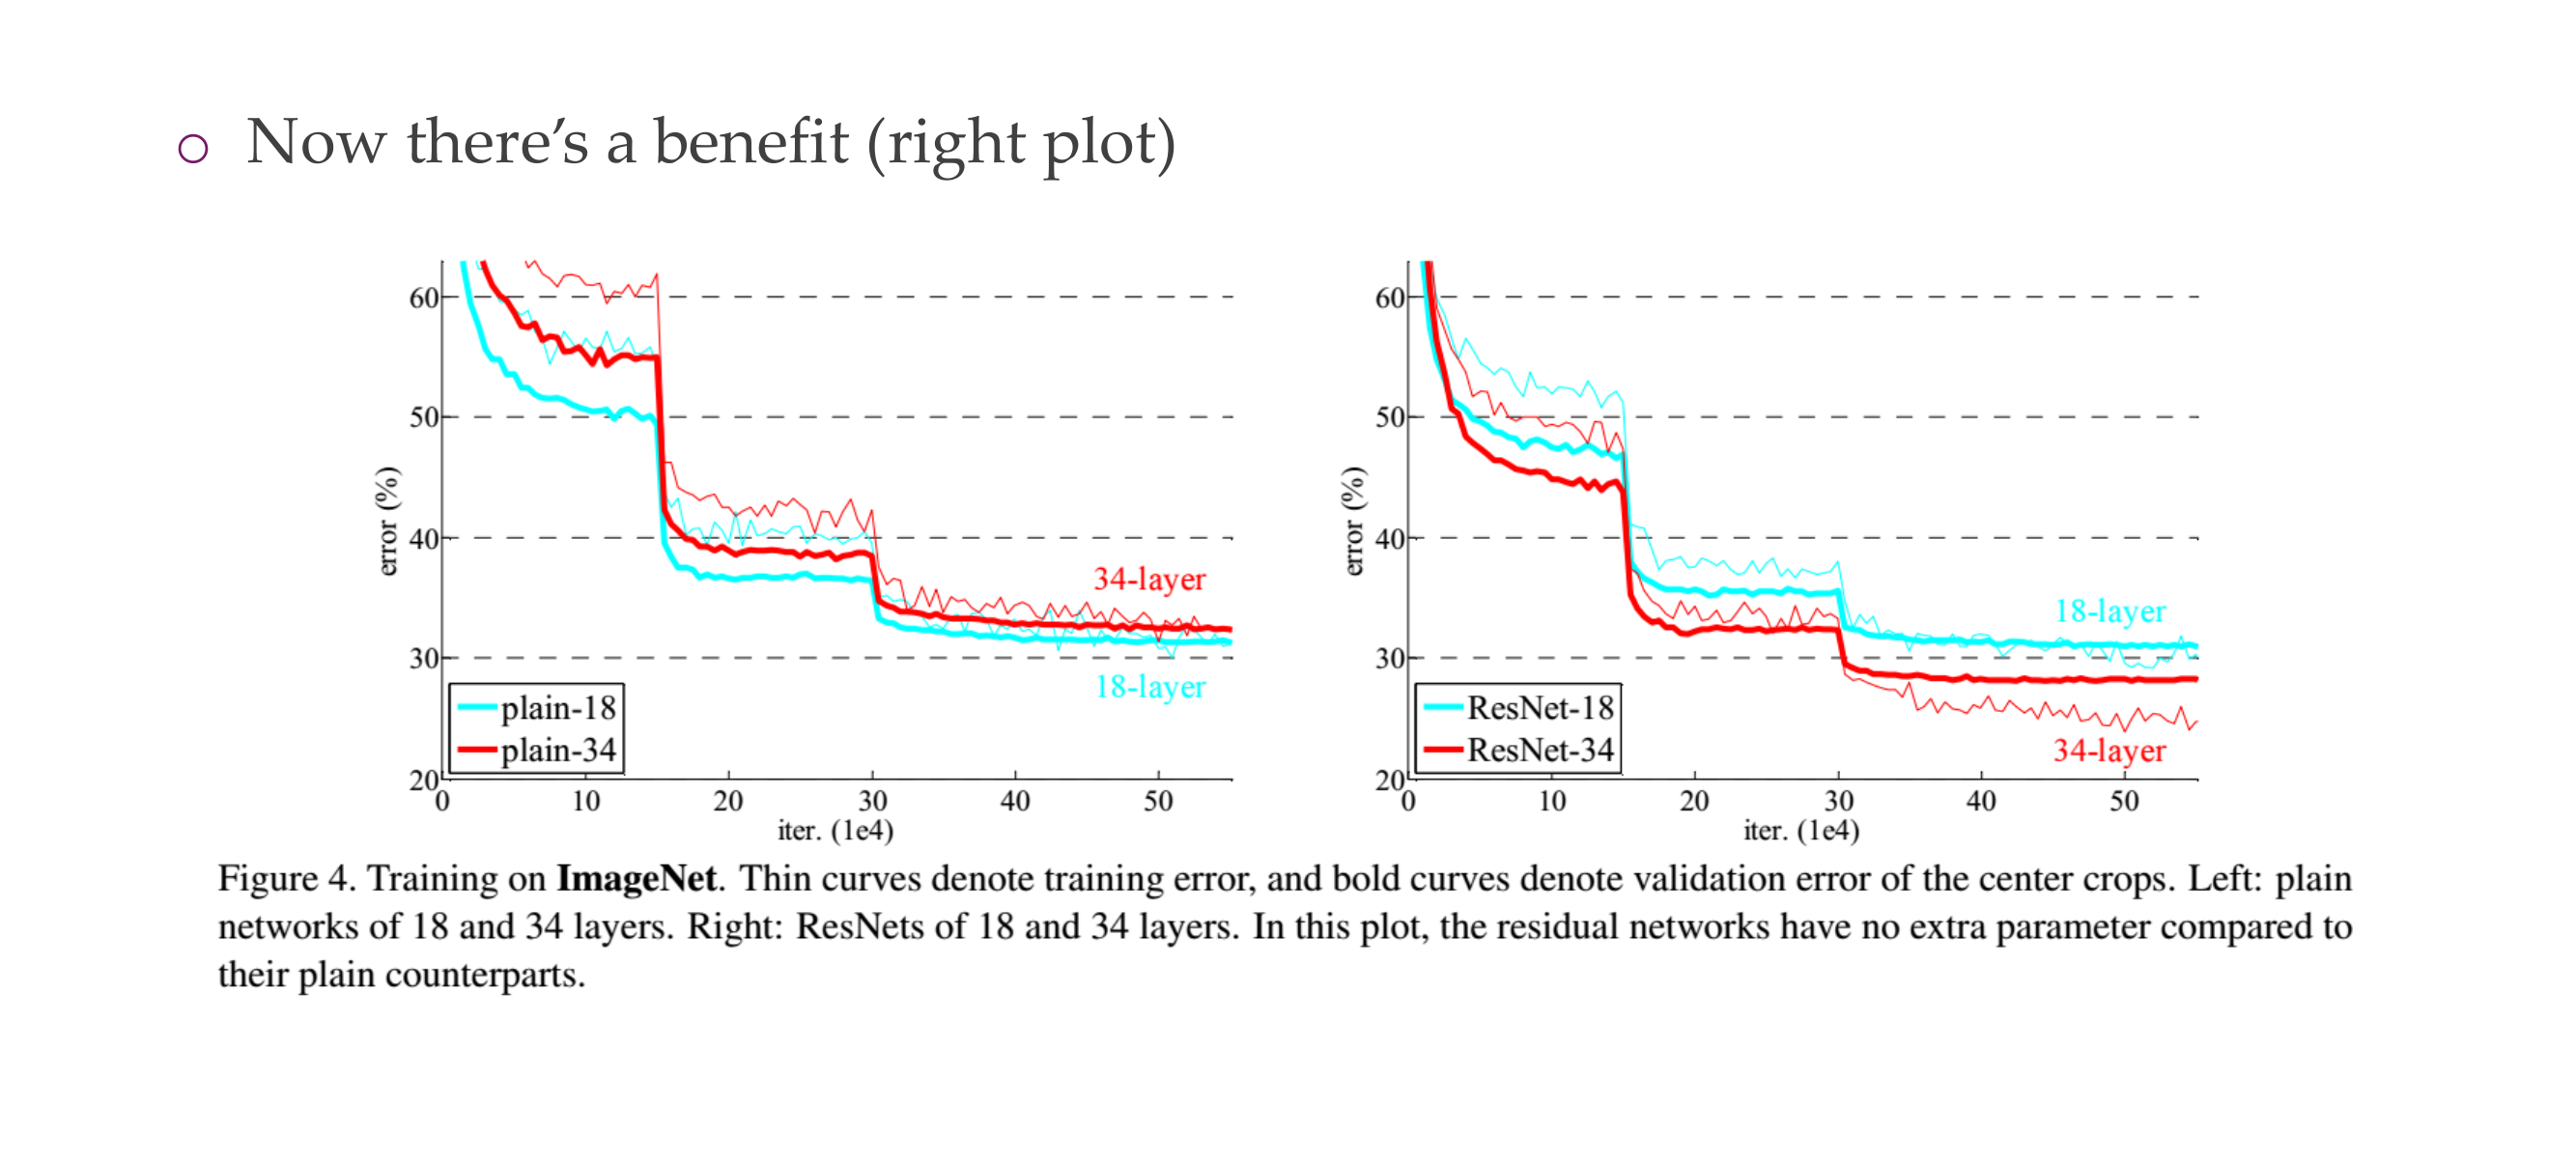 Now there’s a benefit (right plot)
60
50
40
30
20
error (%)
34-layer
18-layer
plain-18
plain-34
0 10 20 30 40 50
iter. (1e4)
60
50
40
30
20
error (%)
18-layer
34-layer
ResNet-18
ResNet-34
0 10 20 30 40 50
iter. (1e4)
Figure 4. Training on ImageNet. Thin curves denote training error, and bold curves denote validation error of the center crops. Left: plain
networks of 18 and 34 layers. Right: ResNets of 18 and 34 layers. In this plot, the residual networks have no extra parameter compared to
their plain counterparts.